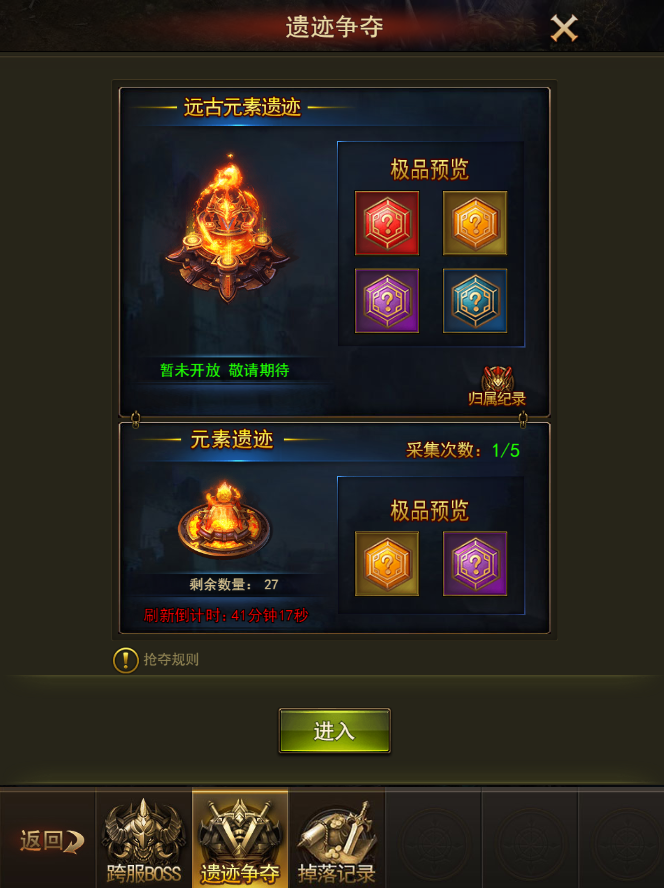 遗迹争夺
远古元素遗迹
极品预览
?
?
?
?
暂未开放 敬请期待
归属纪录
元素遗迹
采集次数: 1/5
极品预览
?
?
剩余数量: 27
刷新倒计时: 41分钟17秒
! 抢夺规则
进入
返回
跨服BOSS
遗迹争夺
掉落记录